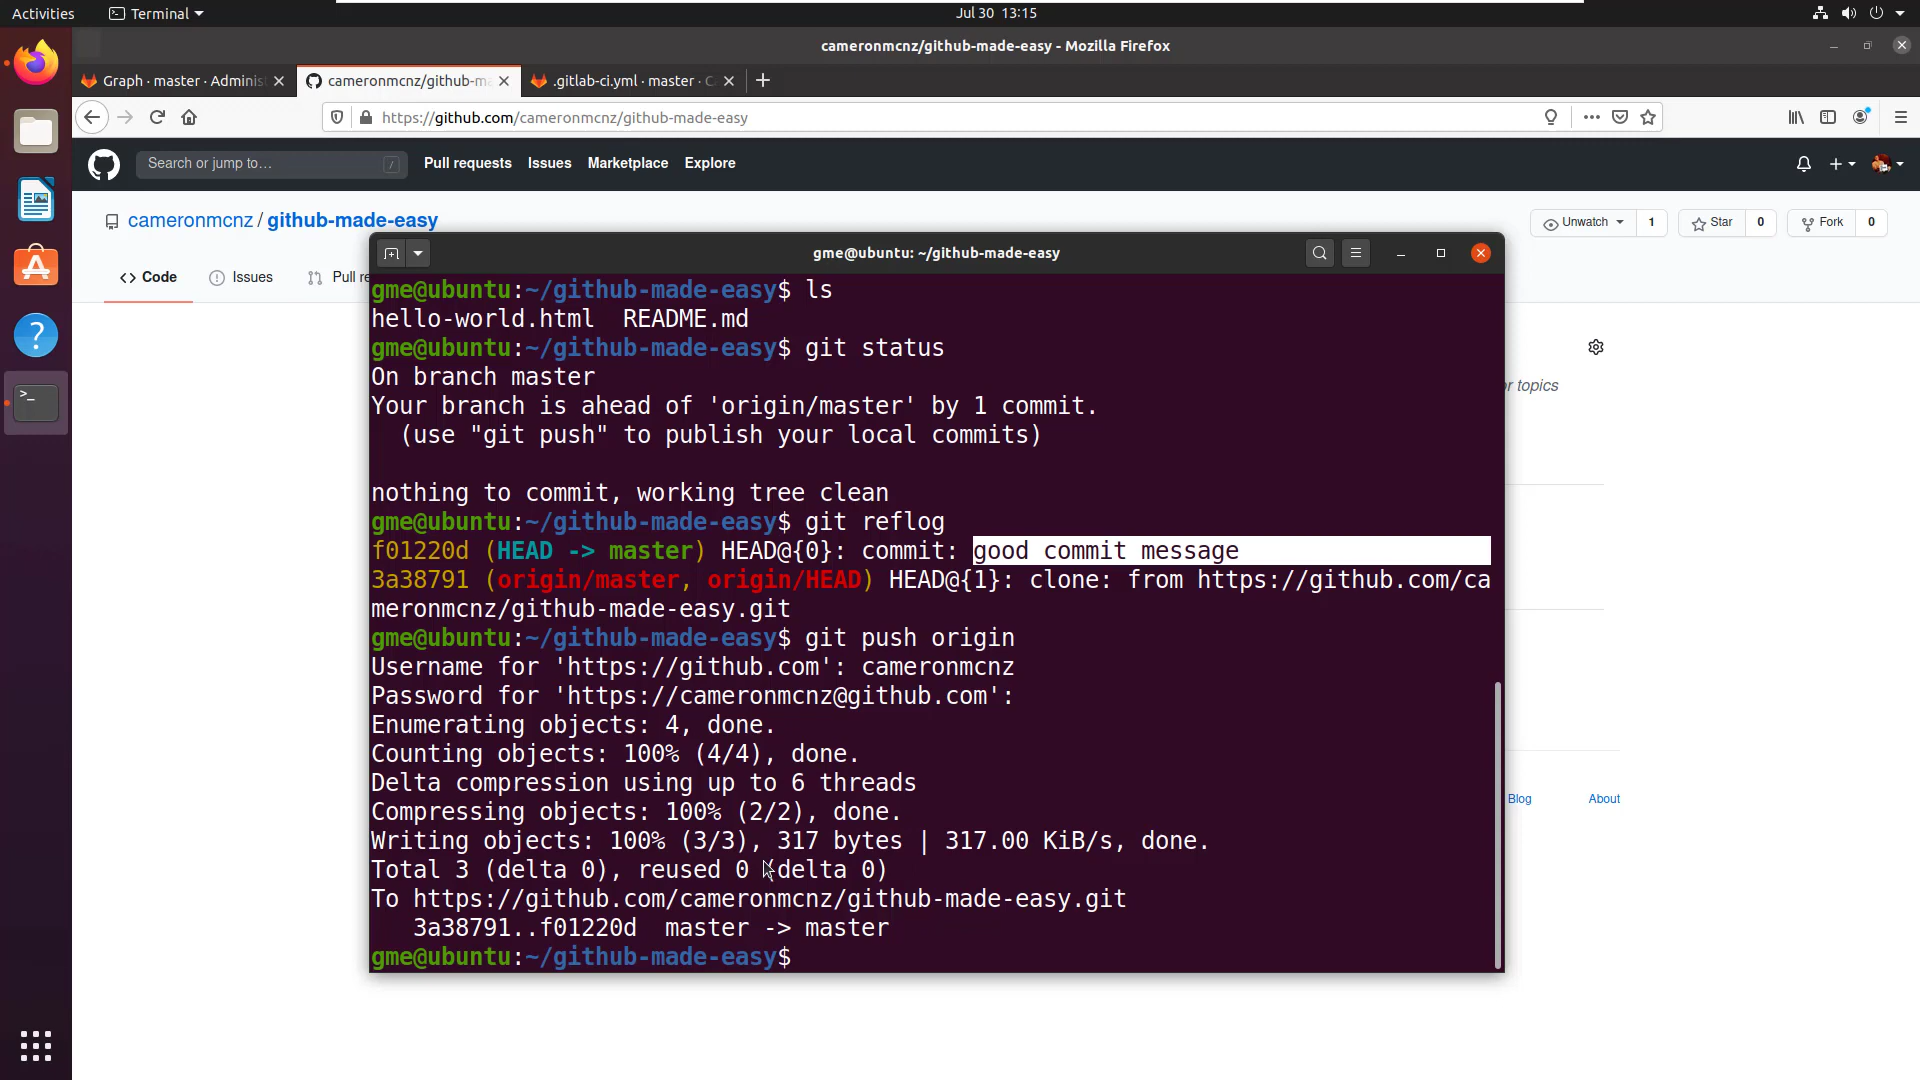 Activities
Terminal
Jul 30 13:15
cameronmcnz/github-made-easy - Mozilla Firefox
Graph · master · Adminis
cameronmcnz/github-ma
.gitlab-ci.yml · master · C
https://github.com/cameronmcnz/github-made-easy
Search or jump to…
/
Pull requests
Issues
Marketplace
Explore
cameronmcnz / github-made-easy
Unwatch
1
Star
0
Fork
0
Code
Issues
Pull re
gme@ubuntu: ~/github-made-easy
gme@ubuntu:~/github-made-easy$ ls
hello-world.html  README.md
gme@ubuntu:~/github-made-easy$ git status
On branch master
Your branch is ahead of 'origin/master' by 1 commit.
  (use "git push" to publish your local commits)
nothing to commit, working tree clean
gme@ubuntu:~/github-made-easy$ git reflog
f01220d (HEAD -> master) HEAD@{0}: commit: good commit message
3a38791 (origin/master, origin/HEAD) HEAD@{1}: clone: from https://github.com/ca
meronmcnz/github-made-easy.git
gme@ubuntu:~/github-made-easy$ git push origin
Username for 'https://github.com': cameronmcnz
Password for 'https://cameronmcnz@github.com':
Enumerating objects: 4, done.
Counting objects: 100% (4/4), done.
Delta compression using up to 6 threads
Compressing objects: 100% (2/2), done.
Writing objects: 100% (3/3), 317 bytes | 317.00 KiB/s, done.
Total 3 (delta 0), reused 0 (delta 0)
To https://github.com/cameronmcnz/github-made-easy.git
   3a38791..f01220d  master -> master
gme@ubuntu:~/github-made-easy$
or topics
Blog
About